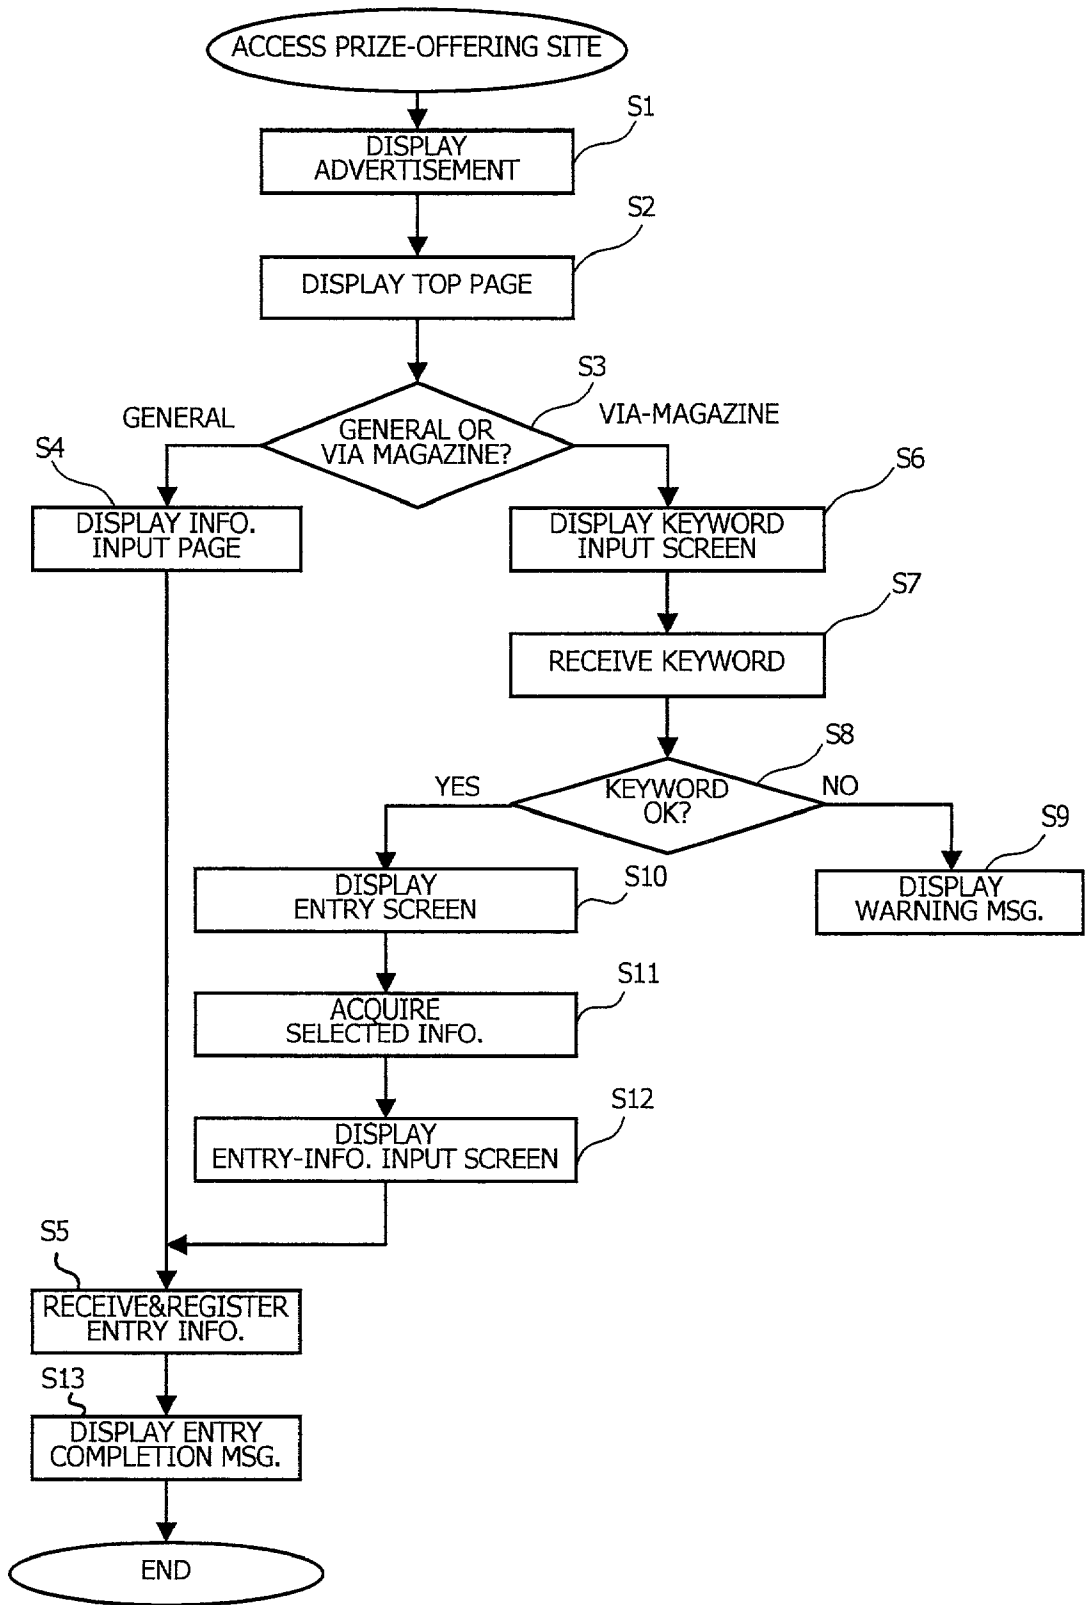 ACCESS PRIZE-OFFERING SITE
S1
DISPLAY
ADVERTISEMENT
S2
DISPLAY TOP PAGE
S3
GENERAL
VIA-MAGAZINE
GENERAL OR
VIA MAGAZINE?
S4
S6
DISPLAY INFO.
INPUT PAGE
DISPLAY KEYWORD
INPUT SCREEN
S7
RECEIVE KEYWORD
S8
YES
KEYWORD
OK?
NO
S9
S10
DISPLAY
ENTRY SCREEN
DISPLAY
WARNING MSG.
S11
ACQUIRE
SELECTED INFO.
S12
DISPLAY
ENTRY-INFO. INPUT SCREEN
S5
RECEIVE&REGISTER
ENTRY INFO.
S13
DISPLAY ENTRY
COMPLETION MSG.
END